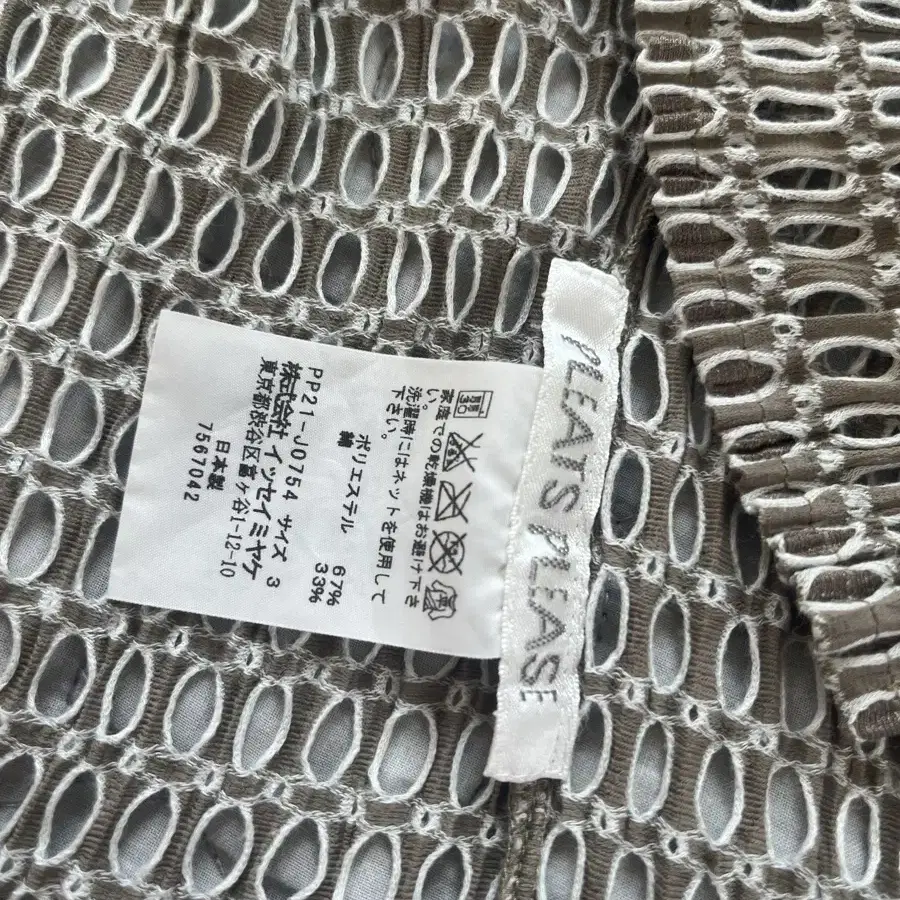 PLEATS PLEASE
家庭での乾燥機はお避け下さ
い。
洗濯時にはネットを使用して
下さい。
ポリエステル 67%
綿 33%
PP21-J0754 サイズ 3
株式会社 イッセイミヤケ
東京都渋谷区富ヶ谷1-12-10
日本製
7567042